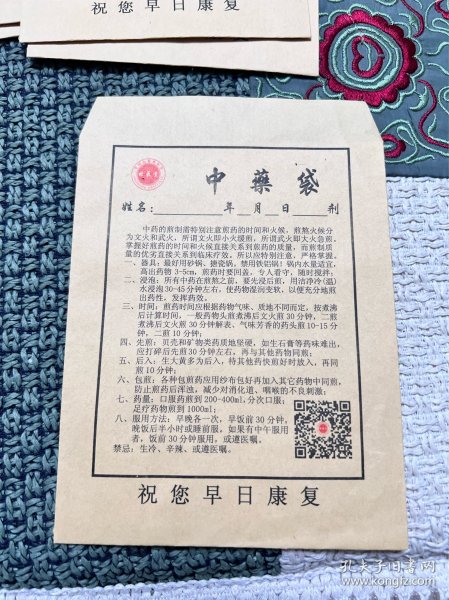 祝您早日康复
中藥袋
姓名： 年 月 日 剂
中药的煎制需特别注意煎药的时间和火候，煎熬火候分
为文火和武火，所谓文火即小火缓煎，所谓武火即大火急煎，
掌握好煎药的时间和火候直接关系到煎药的质量，而煎制质
量的优劣直接关系到临床疗效。所以应特别注意，严格掌握。
一、器具：最好用砂锅、搪瓷锅，禁用铁铝锅！锅内水量适宜，
高出药物3-5cm，煎药时要回盖，专人看守，随时搅拌；
二、浸泡：所有中药在煎熬之前，要先浸后煎，用洁净冷(温)
水浸泡30-45分钟左右，使药物湿润变软，以便充分地煎
出药性，发挥药效。
三、时间：煎药时间应根据药物气味、质地不同而定，按煮沸
后计算时间，一般药物头煎煮沸后文火煎30分钟，二煎
煮沸后文火煎30分钟解表、气味芳香的药头煎10-15分
钟，二煎10分钟；
四、先煎：贝壳和矿物类药质地坚硬，如生石膏等药味难出，
应打碎后先煎30分钟左右，再与其他药物同煎；
五、后入：生大黄多为后入，待其他药快煎好时放入，再同
煎10分钟；
六、包煎：各种包煎药应用纱布包好再加入其它药物中同煎，
防止煎药后浑浊，减少对消化道、咽喉的不良刺激；
七、药量：口服药煎到200-400ml，分次口服；
足疗药物煎到1000ml；
八、服用方法：早晚各一次，早饭前30分钟，
晚饭后半小时或睡前服，如果有中午服用
者，饭前30分钟服用，或遵医嘱。
禁忌：生冷、辛辣、或遵医嘱。
祝您早日康复
孔夫子旧书网
www.kongfz.com